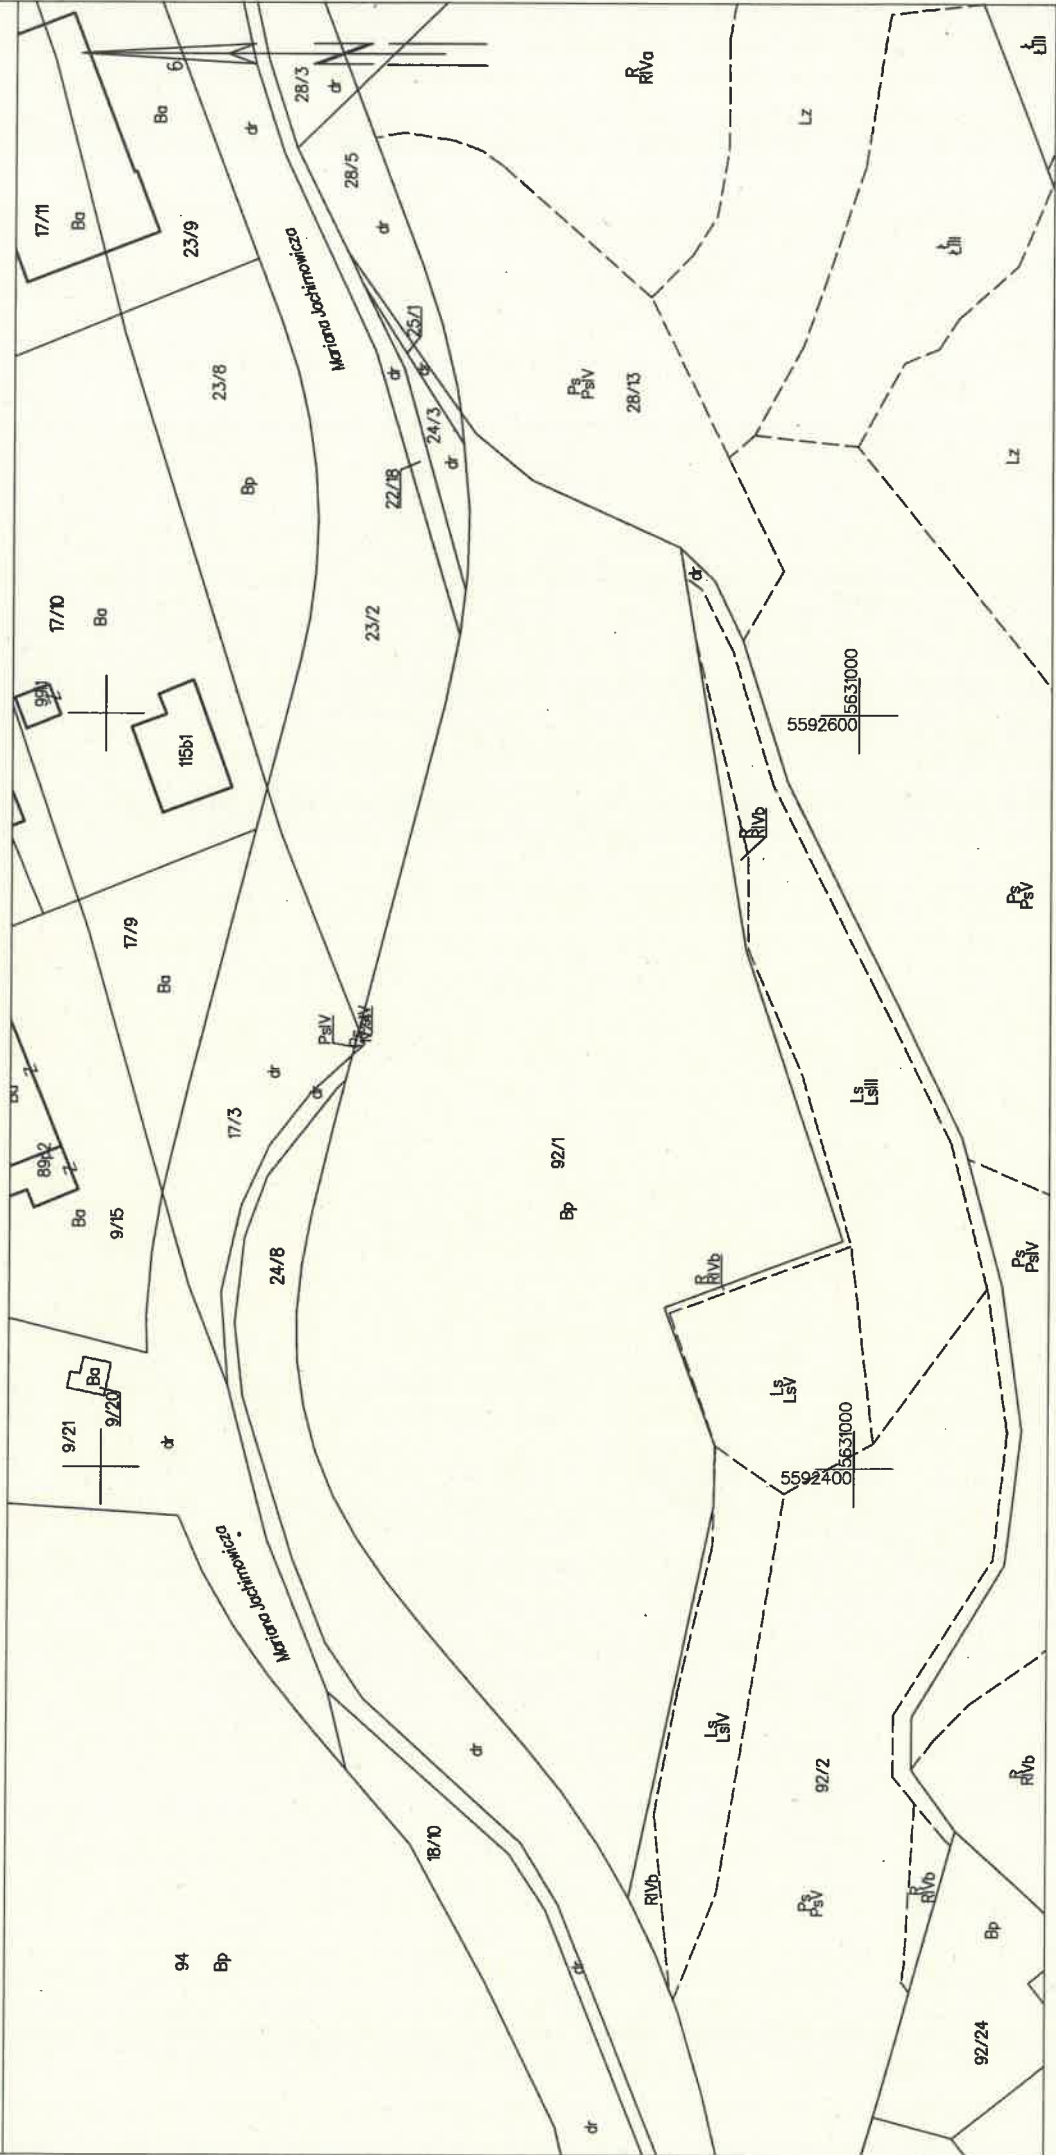 6
Ba
dr
28/3
dr
R
RIVa
Ł
ŁIII
Lz
17/11
Ba
23/9
28/5
dr
Mariana Jachimowicza
Ł
ŁIII
25/1
dr
dr
23/8
Ps
PsIV
28/13
24/3
dr
Bp
22/18
Lz
17/10
Ba
23/2
dr
99i1
115b1
5592600
5631000
R
RIVb
Ps
PsV
17/9
Ba
PsIV
dr
dr
17/3
Ba
89p2
Ba
9/15
Ls
LsIII
92/1
Bp
24/8
R
RIVb
Ps
PsIV
Ba
9/20
9/21
dr
Ls
LsV
5592400
5631000
Mariana Jachimowicza
Ls
LsIV
dr
92/2
R
RIVb
18/10
RIVb
Ps
PsV
R
RIVb
Bp
94
Bp
dr
92/24
dr